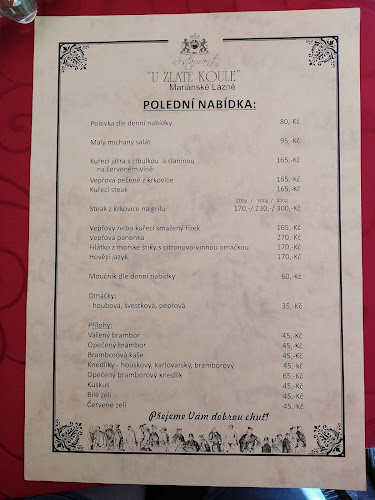 Restaurant
"U ZLATÉ KOULE"
Mariánské Lázně
POLEDNÍ NABÍDKA:
Polévka dle denní nabídky 80,-Kč
Malý míchaný salát 95,-Kč
Kuřecí játra s cibulkou a slaninou 165,-Kč
na červeném víně
Vepřová pečeně z krkovice 165,-Kč
Kuřecí steak 165,-Kč
200g / 300g / 400g
Steak z krkovice na grilu 170,-/ 230,-/ 300,-Kč
Vepřový nebo kuřecí smažený řízek 165,-Kč
Vepřová panenka 270,-Kč
Filátko z mořské štiky s citronovo-vinnou omáčkou 170,-Kč
Hovězí jazyk 170,-Kč
Moučník dle denní nabídky 60,-Kč
Omáčky:
- houbová, švestková, pepřová 35,-Kč
Přílohy:
Vařený brambor 45,-Kč
Opečený brambor 45,-Kč
Bramborová kaše 45,-Kč
Knedlíky - houskový, karlovarský, bramborový 45,-Kč
Opečený bramborový knedlík 65,-Kč
Kuskus 45,-Kč
Bílé zelí 45,-Kč
Červené zelí 45,-Kč
Přejeme Vám dobrou chuť!